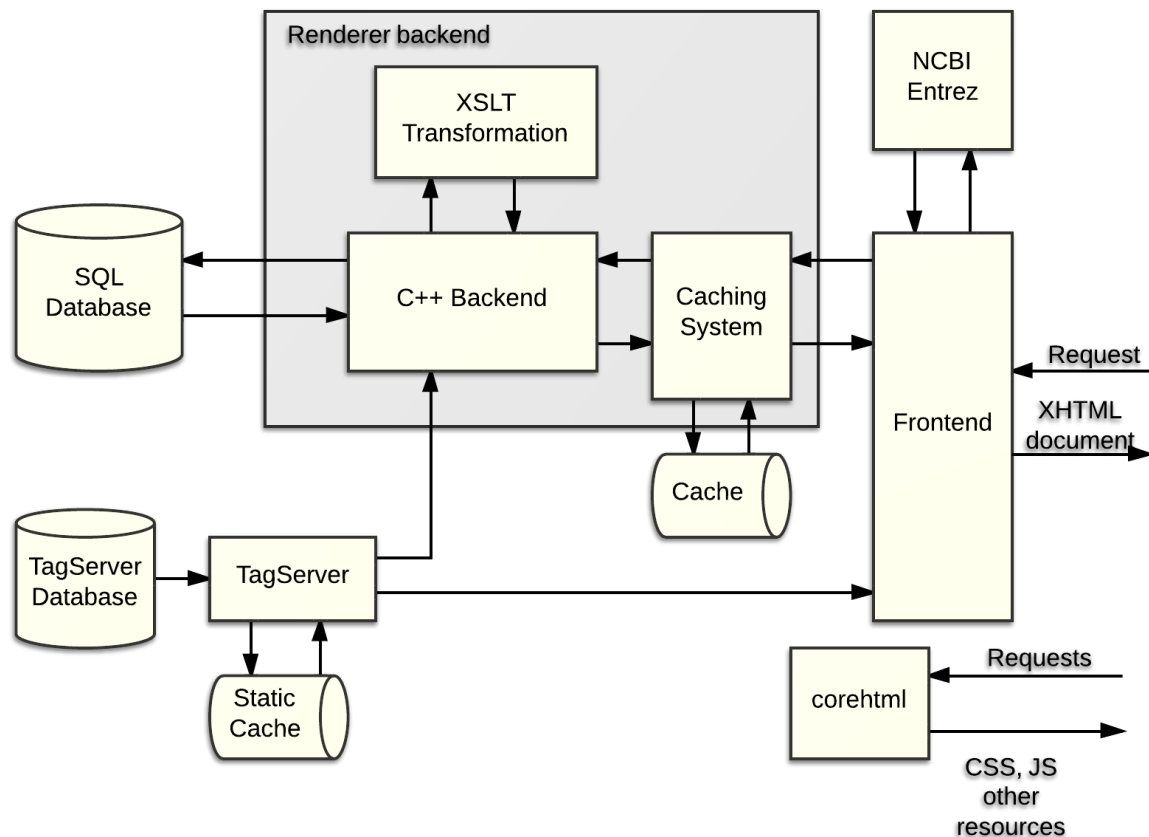 Renderer backend
NCBI
Entrez
XSLT
Transformation
SQL
Database
C++ Backend
Caching
System
Request
XHTML
document
Frontend
Cache
TagServer
Database
TagServer
Static
Cache
Requests
corehtml
CSS, JS
other
resources